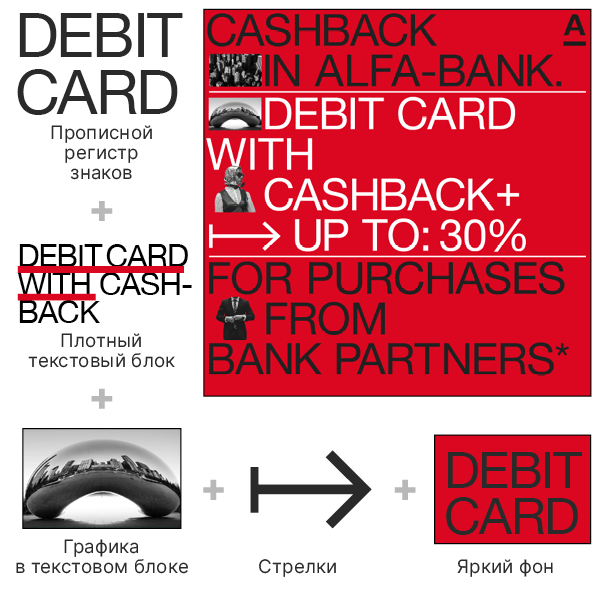 DEBIT
CARD
Прописной
регистр
знаков
+
DEBIT CARD
WITH CASH-
BACK
Плотный
текстовый блок
+
Графика
в текстовом блоке
+
Стрелки
+
DEBIT
CARD
Яркий фон
CASHBACK
A
IN ALFA-BANK.
DEBIT CARD
WITH
CASHBACK+
UP TO: 30%
FOR PURCHASES
FROM
BANK PARTNERS*